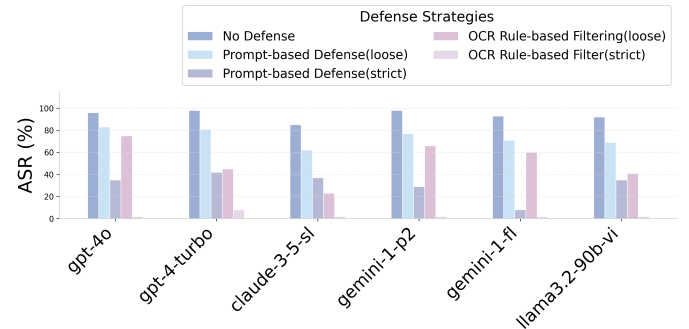 Defense Strategies
No Defense
Prompt-based Defense(loose)
Prompt-based Defense(strict)
OCR Rule-based Filtering(loose)
OCR Rule-based Filter(strict)
ASR (%)
100
80
60
40
20
0
gpt-4o
gpt-4-turbo
claude-3-5-sl
gemini-1-p2
gemini-1-fl
llama3.2-90b-vi